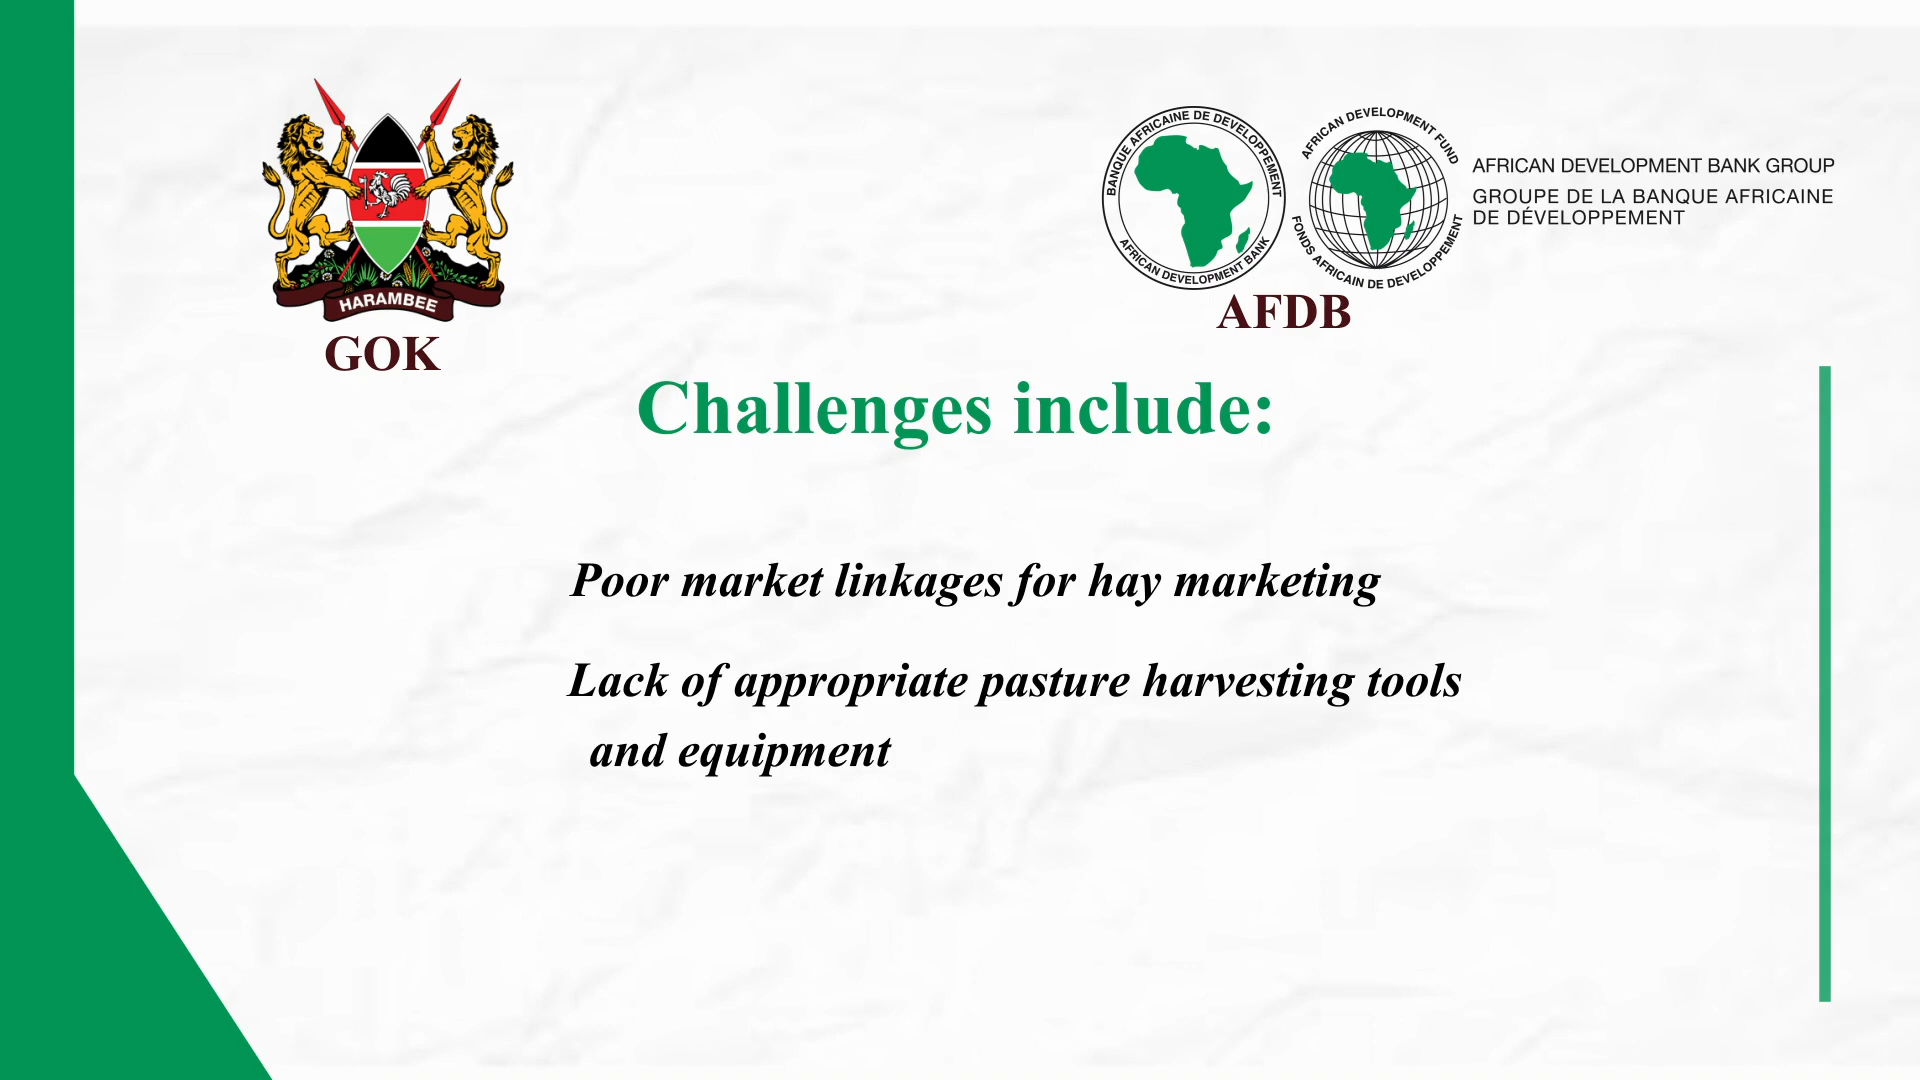 HARAMBEE
GOK
BANQUE AFRICAINE DE DEVELOPPEMENT
AFRICAN DEVELOPMENT BANK
AFRICAN DEVELOPMENT FUND
FONDS AFRICAIN DE DEVELOPPEMENT
AFRICAN DEVELOPMENT BANK GROUP
GROUPE DE LA BANQUE AFRICAINE
DE DÉVELOPPEMENT
AFDB
Challenges include:
Poor market linkages for hay marketing
Lack of appropriate pasture harvesting tools
and equipment